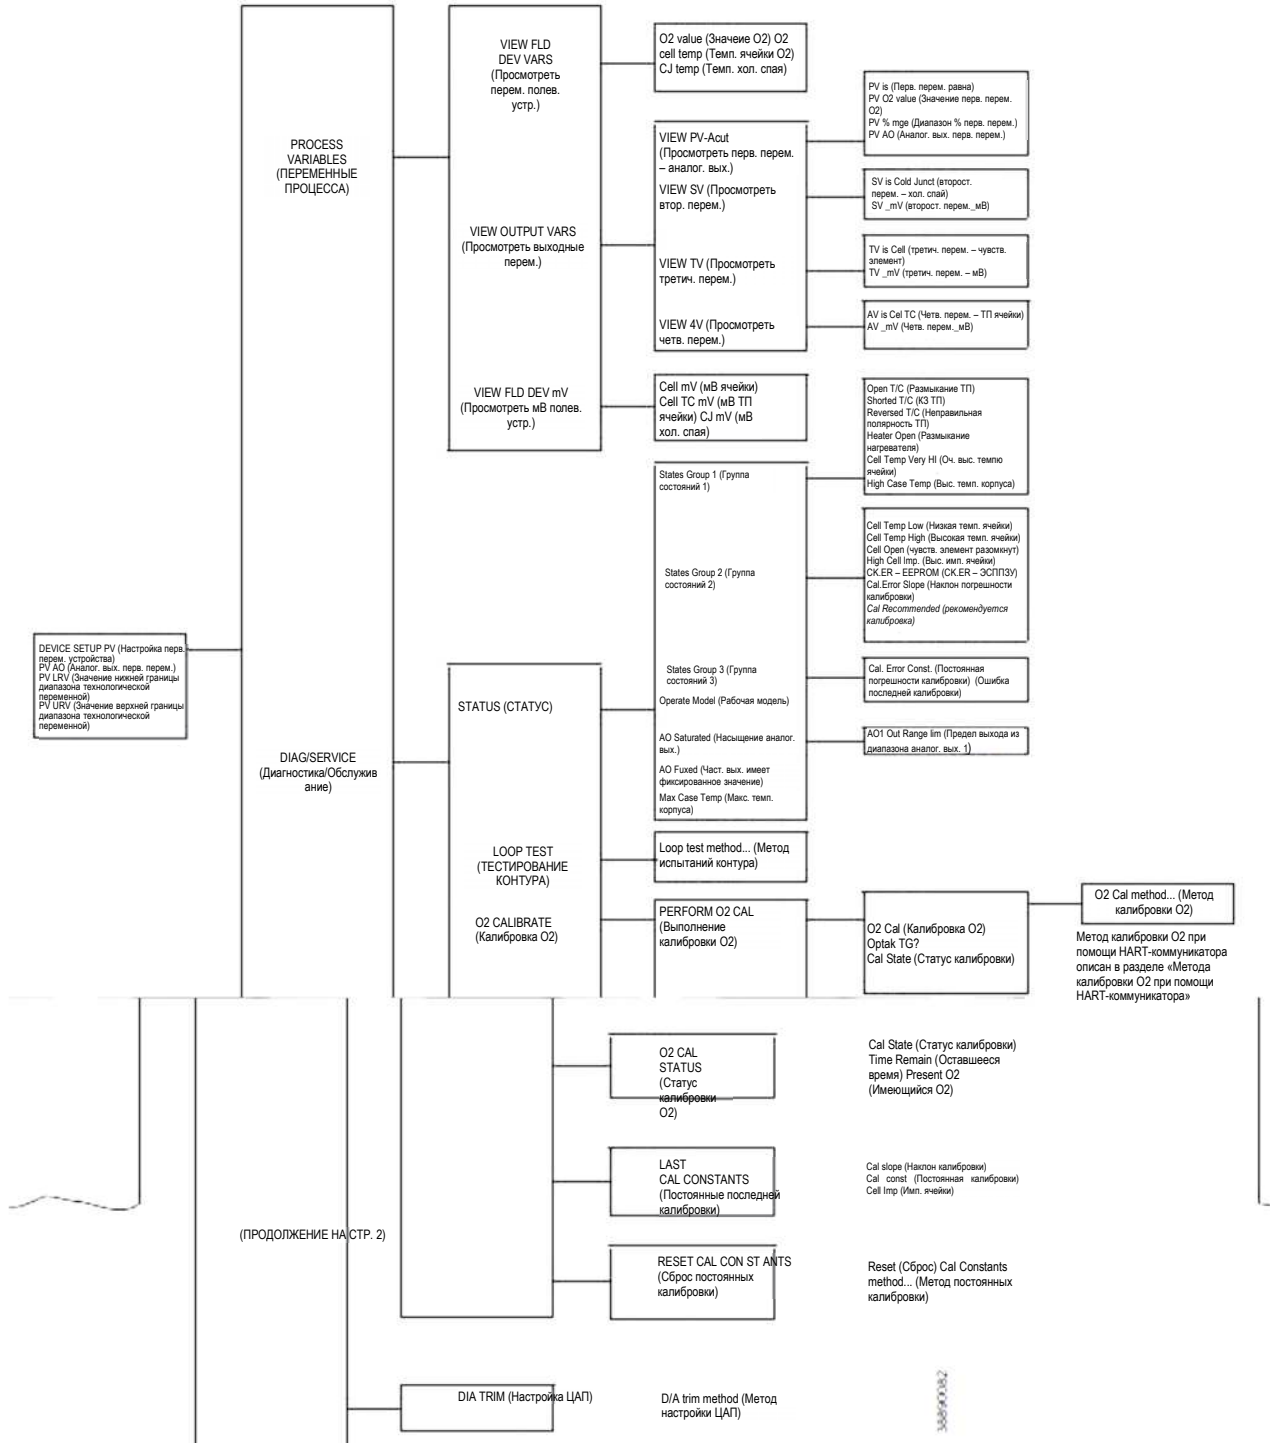 DEVICE SETUP PV (Настройка перв.
перем. устройства)
PV AO (Аналог. вых. перв. перем.)
PV LRV (Значение нижней границы
диапазона технологической
переменной)
PV URV (Значение верхней границы
диапазона технологической
переменной)
PROCESS
VARIABLES
(ПЕРЕМЕННЫЕ
ПРОЦЕССА)
VIEW FLD
DEV VARS
(Просмотреть
перем. полев.
устр.)
O2 value (Значеие O2) O2
cell temp (Темп. ячейки O2)
CJ temp (Темп. хол. спая)
VIEW OUTPUT VARS
(Просмотреть выходные
перем.)
VIEW PV-Acut
(Просмотреть перв. перем.
– аналог. вых.)
PV is (Перв. перем. равна)
PV O2 value (Значение перв. перем.
O2)
PV % mge (Диапазон % перв. перем.)
PV AO (Аналог. вых. перв. перем.)
VIEW SV (Просмотреть
втор. перем.)
SV is Cold Junct (второст.
перем. – хол. спай)
SV _mV (второст. перем._мВ)
VIEW TV (Просмотреть
третич. перем.)
TV is Cell (третич. перем. – чувств.
элемент)
TV _mV (третич. перем. – мВ)
VIEW 4V (Просмотреть
четв. перем.)
AV is Cel TC (Четв. перем. – ТП ячейки)
AV _mV (Четв. перем._мВ)
VIEW FLD DEV mV
(Просмотреть мВ полев.
устр.)
Cell mV (мВ ячейки)
Cell TC mV (мВ ТП
ячейки) CJ mV (мВ
хол. спая)
DIAG/SERVICE
(Диагностика/Обслужив
ание)
STATUS (СТАТУС)
States Group 1 (Группа
состояний 1)
Open T/C (Размыкание ТП)
Shorted T/C (КЗ ТП)
Reversed T/C (Неправильная
полярность ТП)
Heater Open (Размыкание
нагревателя)
Cell Temp Very HI (Оч. выс. темпю
ячейки)
High Case Temp (Выс. темп. корпуса)
States Group 2 (Группа
состояний 2)
Cell Temp Low (Низкая темп. ячейки)
Cell Temp High (Высокая темп. ячейки)
Cell Open (чувств. элемент разомкнут)
High Cell Imp. (Выс. имп. ячейки)
CK.ER – EEPROM (CK.ER – ЭСППЗУ)
Cal.Error Slope (Наклон погрешности
калибровки)
Cal Recommended (рекомендуется
калибровка)
States Group 3 (Группа
состояний 3)
Cal. Error Const. (Постоянная
погрешности калибровки) (Ошибка
последней калибровки)
Operate Model (Рабочая модель)
AO Saturated (Насыщение аналог.
вых.)
AO1 Out Range lim (Предел выхода из
диапазона аналог. вых. 1)
AO Fuxed (Част. вых. имеет
фиксированное значение)
Max Case Temp (Макс. темп.
корпуса)
LOOP TEST
(ТЕСТИРОВАНИЕ
КОНТУРА)
Loop test method... (Метод
испытаний контура)
O2 CALIBRATE
(Калибровка O2)
PERFORM O2 CAL
(Выполнение
калибровки O2)
O2 Cal (Калибровка O2)
Optak TG?
Cal State (Статус калибровки)
O2 Cal method... (Метод
калибровки O2)
Метод калибровки O2 при
помощи HART-коммуникатора
описан в разделе «Метода
калибровки O2 при помощи
HART-коммуникатора»
O2 CAL
STATUS
(Статус
калибровки
O2)
Cal State (Статус калибровки)
Time Remain (Оставшееся
время) Present O2
(Имеющийся O2)
LAST
CAL CONSTANTS
(Постоянные последней
калибровки)
Cal slope (Наклон калибровки)
Cal const (Постоянная калибровки)
Cell Imp (Имп. ячейки)
(ПРОДОЛЖЕНИЕ НА СТР. 2)
RESET CAL CON ST ANTS
(Сброс постоянных
калибровки)
Reset (Сброс) Cal Constants
method... (Метод постоянных
калибровки)
DIA TRIM (Настройка ЦАП)
D/A trim method (Метод
настройки ЦАП)
38890082